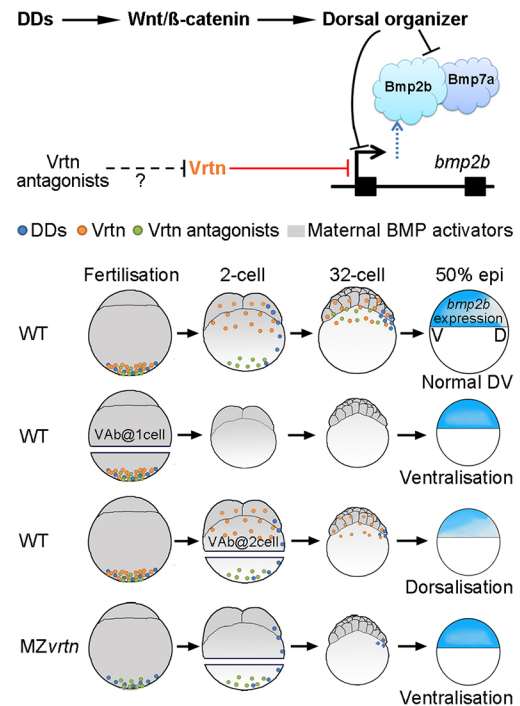 DDs Wnt/ß-catenin Dorsal organizer
Bmp2b
Bmp7a
Vrtn antagonists
?
Vrtn
bmp2b
DDs Vrtn Vrtn antagonists Maternal BMP activators
Fertilisation 2-cell 32-cell 50% epi
WT
bmp2b
expression
V D
Normal DV
WT
VAb@1cell
Ventralisation
WT
VAb@2cell
Dorsalisation
MZvrtn
Ventralisation